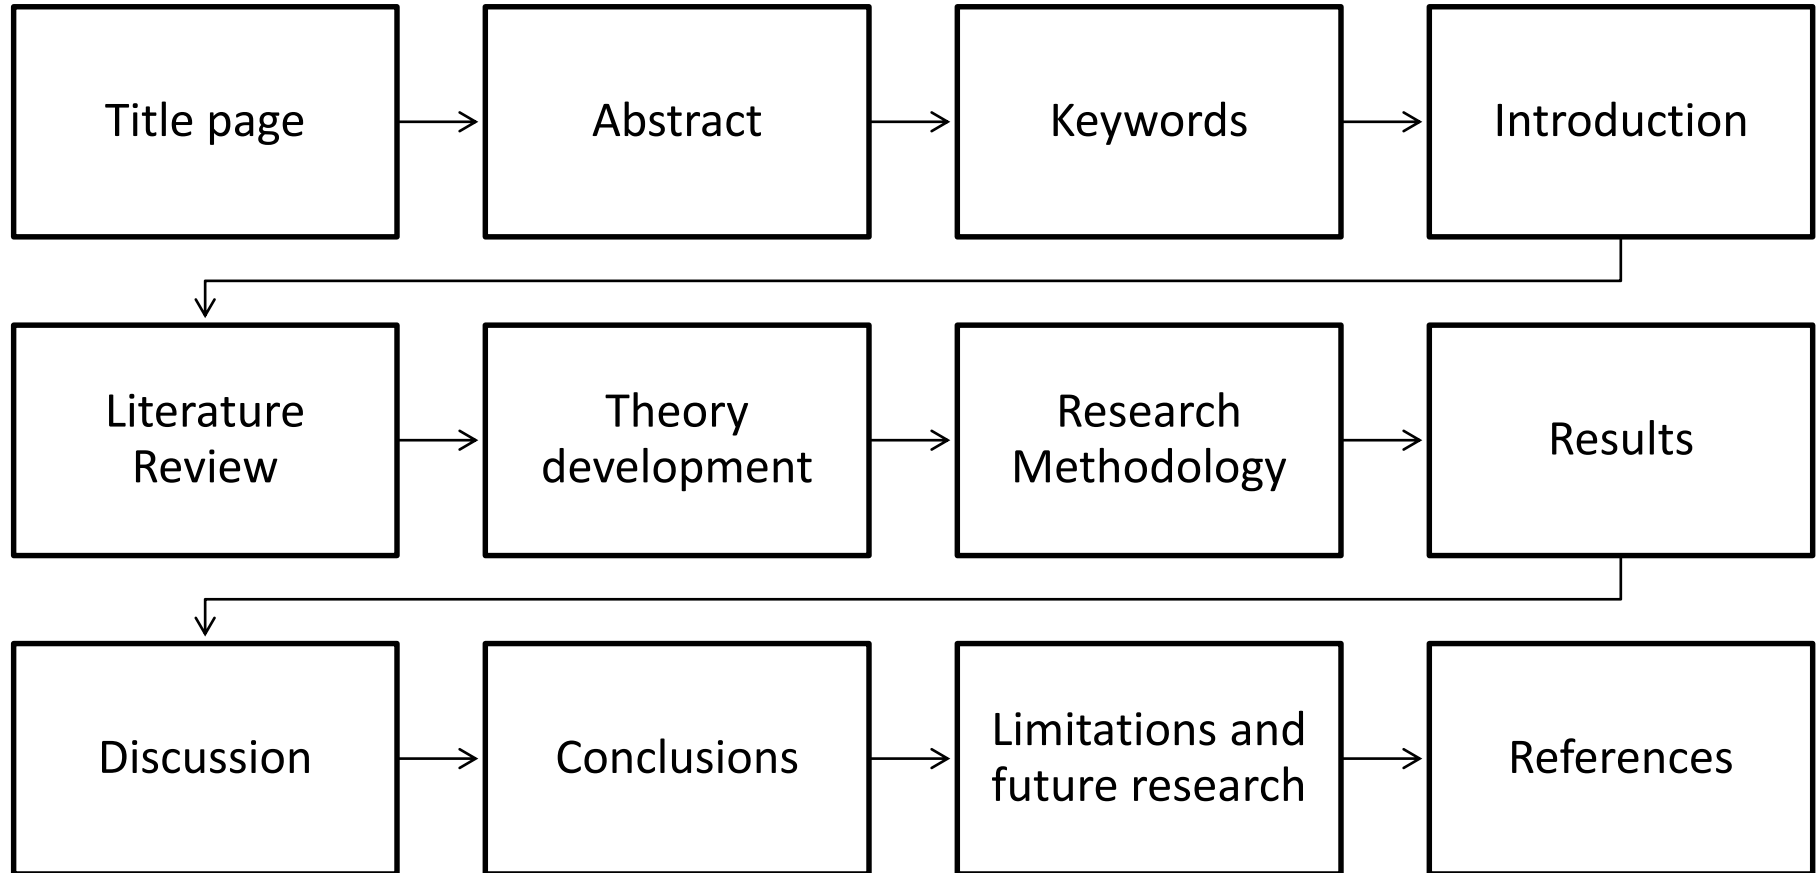 Title page
Abstract
Keywords
Introduction
Literature
Review
Theory
development
Research
Methodology
Results
Discussion
Conclusions
Limitations and
future research
References